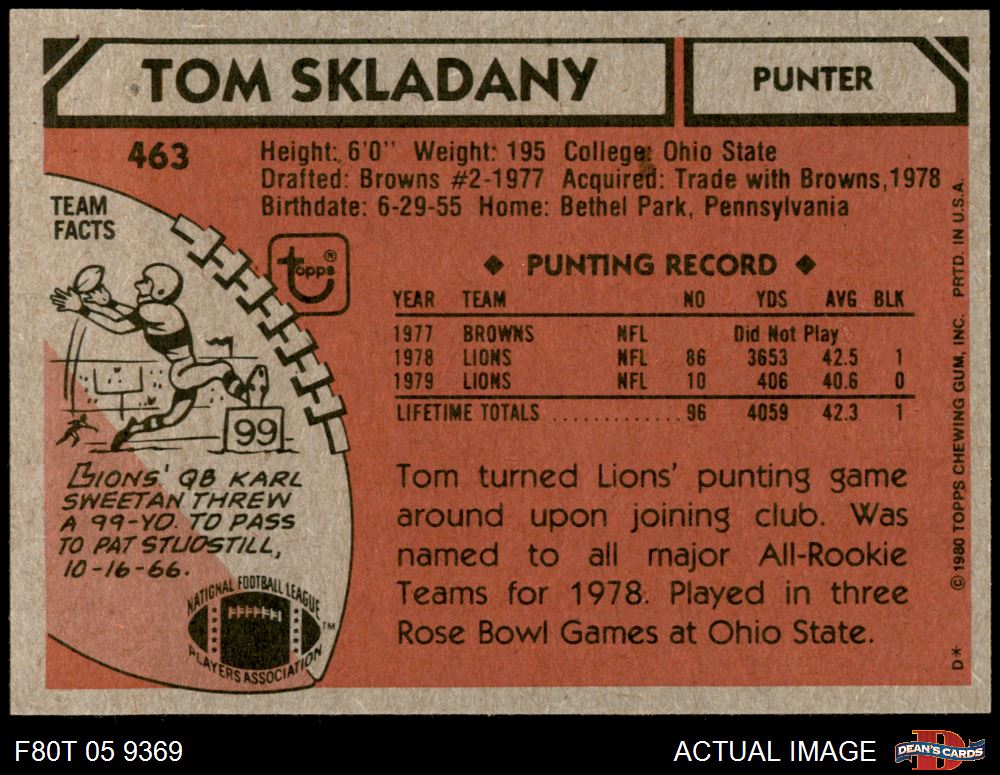 TOM SKLADANY
PUNTER
463
Height: 6'0" Weight: 195 College: Ohio State
Drafted: Browns #2-1977 Acquired: Trade with Browns, 1978
Birthdate: 6-29-55 Home: Bethel Park, Pennsylvania
TEAM
FACTS
topps®
99
LIONS' QB KARL
SWEETAN THREW
A 99-YD. TD PASS
TO PAT STUDSTILL,
10-16-66.
NATIONAL FOOTBALL LEAGUE
PLAYERS ASSOCIATION
TM
◆ PUNTING RECORD ◆
YEAR TEAM NO YDS AVG BLK
1977 BROWNS NFL Did Not Play
1978 LIONS NFL 86 3653 42.5 1
1979 LIONS NFL 10 406 40.6 0
LIFETIME TOTALS ............. 96 4059 42.3 1
Tom turned Lions' punting game
around upon joining club. Was
named to all major All-Rookie
Teams for 1978. Played in three
Rose Bowl Games at Ohio State.
D* © 1980 TOPPS CHEWING GUM, INC. PRTD. IN U.S.A.
F80T 05 9369
ACTUAL IMAGE
D
DEAN'S CARDS